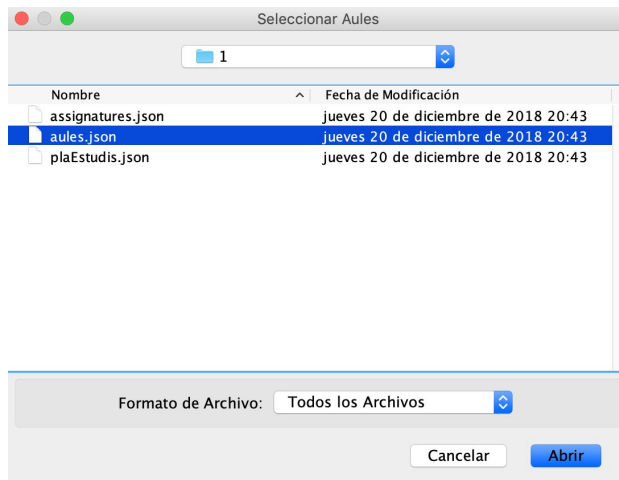 Seleccionar Aules
1
Nombre Fecha de Modificación
assignatures.json jueves 20 de diciembre de 2018 20:43
aules.json jueves 20 de diciembre de 2018 20:43
plaEstudis.json jueves 20 de diciembre de 2018 20:43
Formato de Archivo: Todos los Archivos
Cancelar Abrir